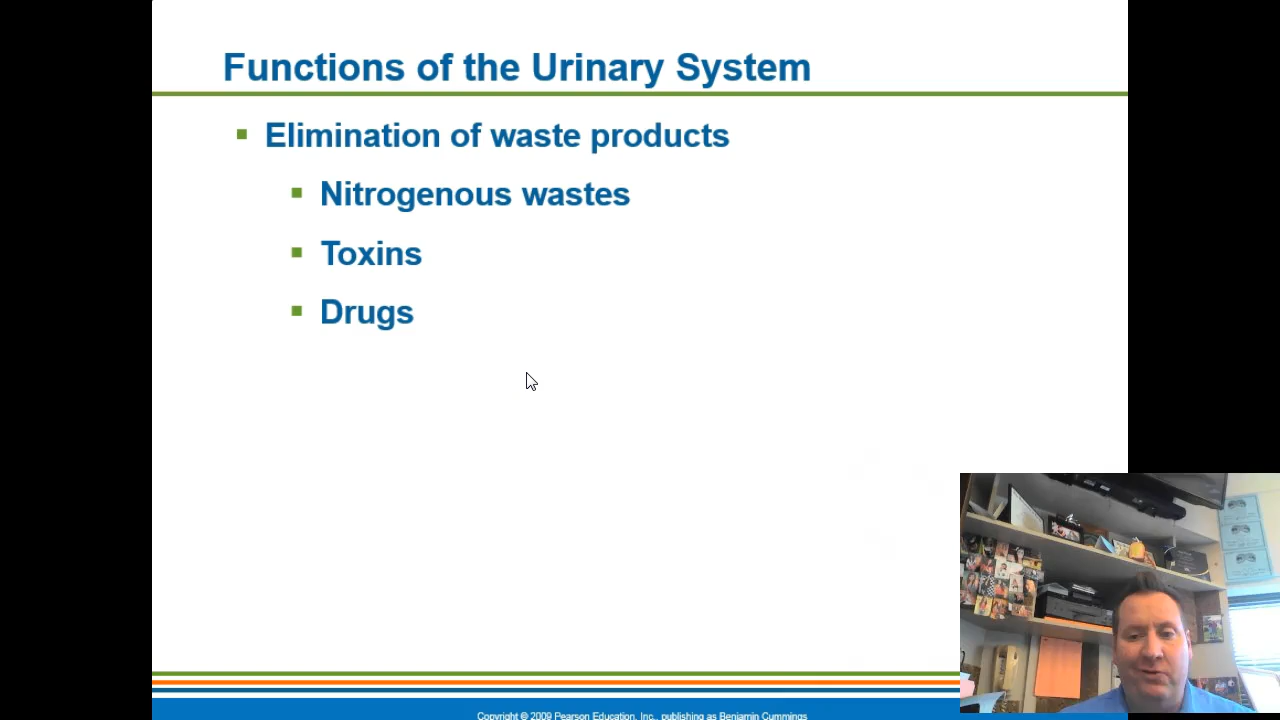 Functions of the Urinary System
Elimination of waste products
Nitrogenous wastes
Toxins
Drugs
Copyright © 2009 Pearson Education, Inc., publishing as Benjamin Cummings